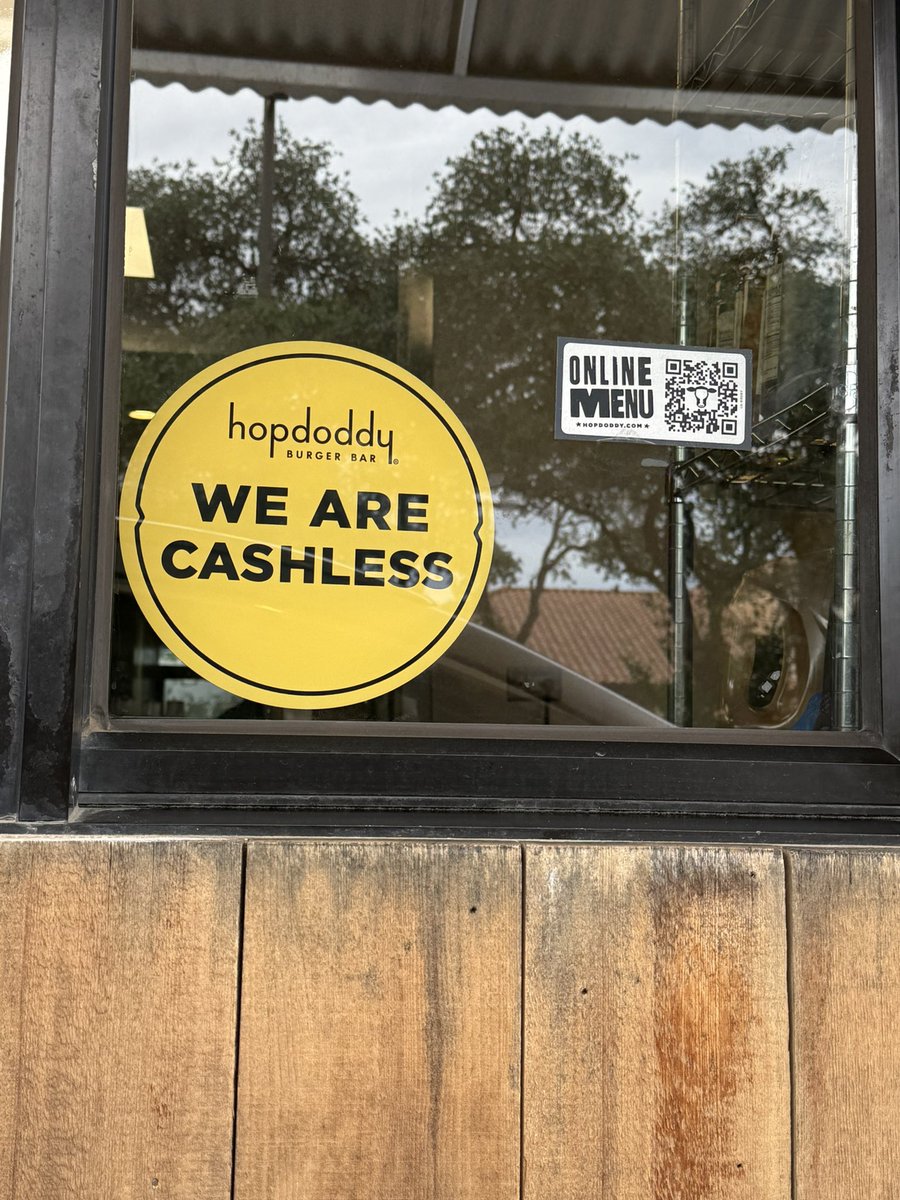 hopdoddy
BURGER BAR
WE ARE
CASHLESS
ONLINE
MENU
★HOPDODDY.COM★